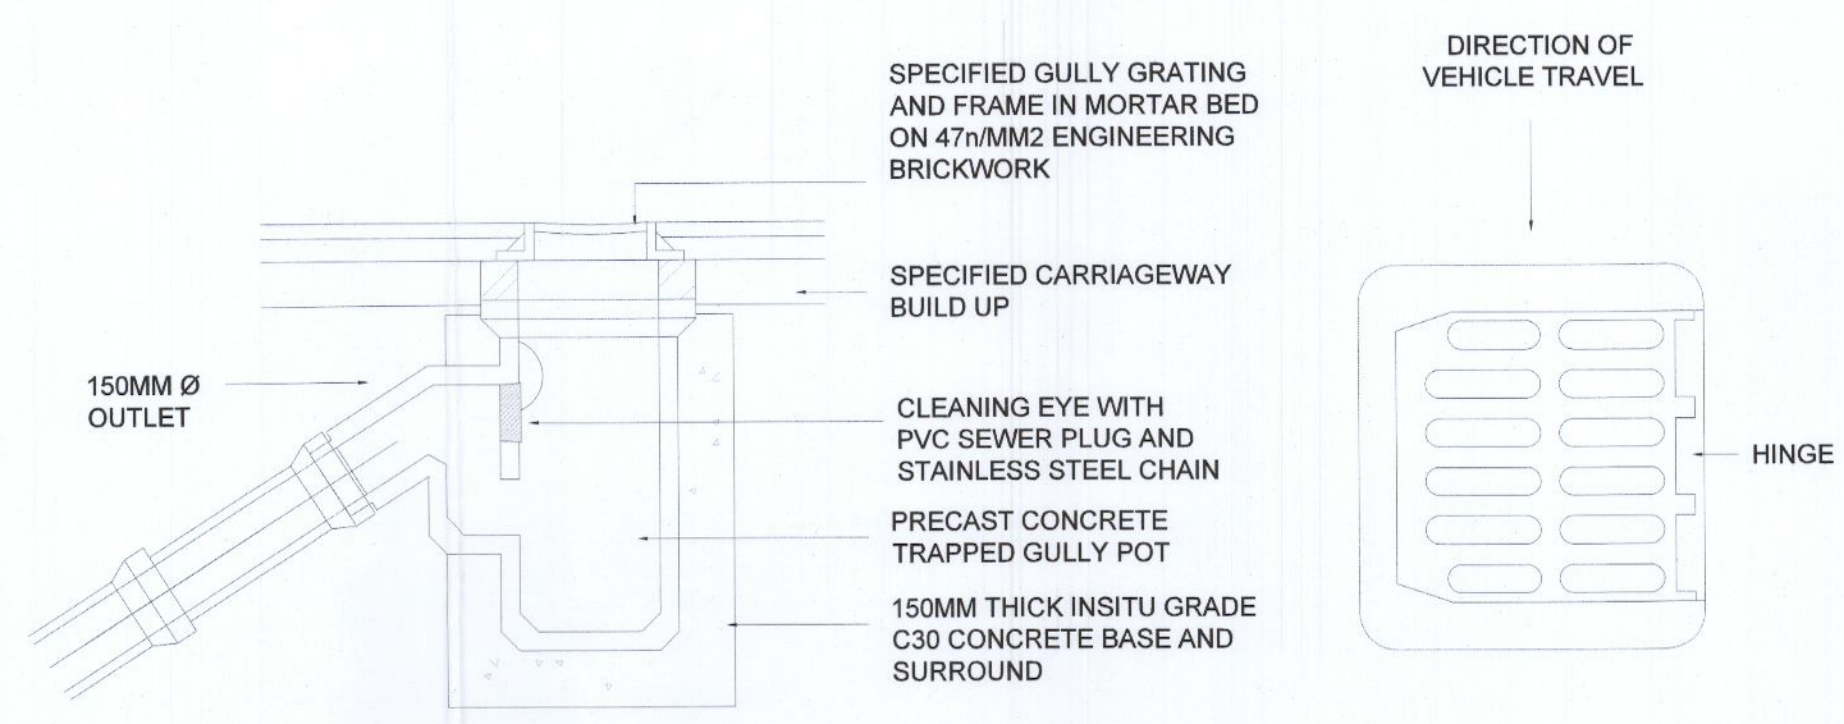 SPECIFIED GULLY GRATING
AND FRAME IN MORTAR BED
ON 47n/MM2 ENGINEERING
BRICKWORK
DIRECTION OF
VEHICLE TRAVEL
SPECIFIED CARRIAGEWAY
BUILD UP
150MM Ø
OUTLET
CLEANING EYE WITH
PVC SEWER PLUG AND
STAINLESS STEEL CHAIN
HINGE
PRECAST CONCRETE
TRAPPED GULLY POT
150MM THICK INSITU GRADE
C30 CONCRETE BASE AND
SURROUND